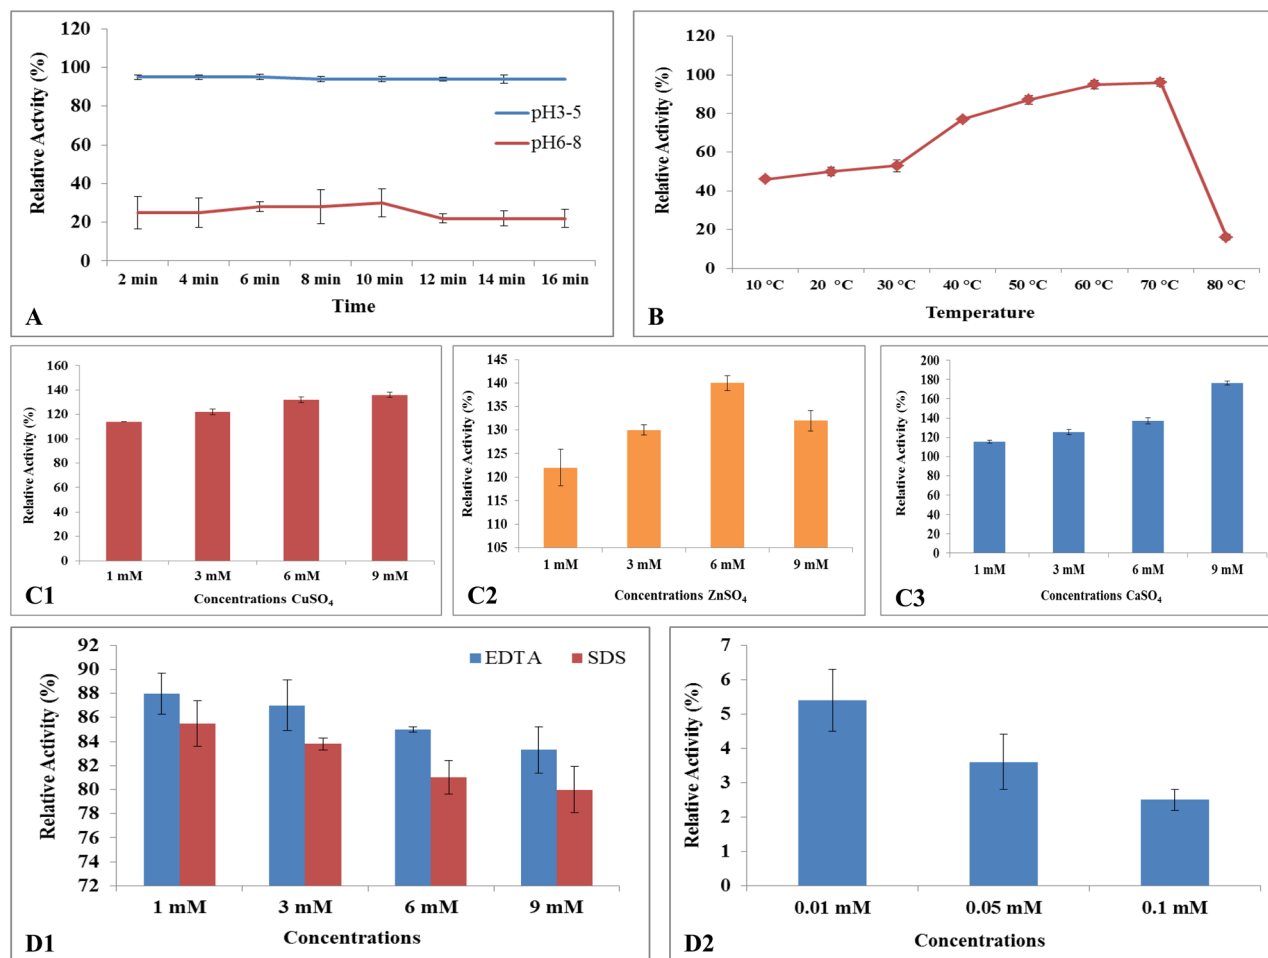 120
100
80
60
40
20
0
Relative Actvity (%)
pH3-5
pH6-8
2 min 4 min 6 min 8 min 10 min 12 min 14 min 16 min
Time
A
120
100
80
60
40
20
0
Relative Activity (%)
10 °C 20 °C 30 °C 40 °C 50 °C 60 °C 70 °C 80 °C
Temperature
B
160
140
120
100
80
60
40
20
0
Relative Activity (%)
1 mM 3 mM 6 mM 9 mM
Concentrations CuSO4
C1
145
140
135
130
125
120
115
110
105
Relative Activity (%)
1 mM 3 mM 6 mM 9 mM
Concentrations ZnSO4
C2
200
180
160
140
120
100
80
60
40
20
0
Relative Activity (%)
1 mM 3 mM 6 mM 9 mM
Concentrations CaSO4
C3
92
90
88
86
84
82
80
78
76
74
72
Relative Activity (%)
EDTA SDS
1 mM 3 mM 6 mM 9 mM
Concentrations
D1
7
6
5
4
3
2
1
0
Relative Activity (%)
0.01 mM 0.05 mM 0.1 mM
Concentrations
D2